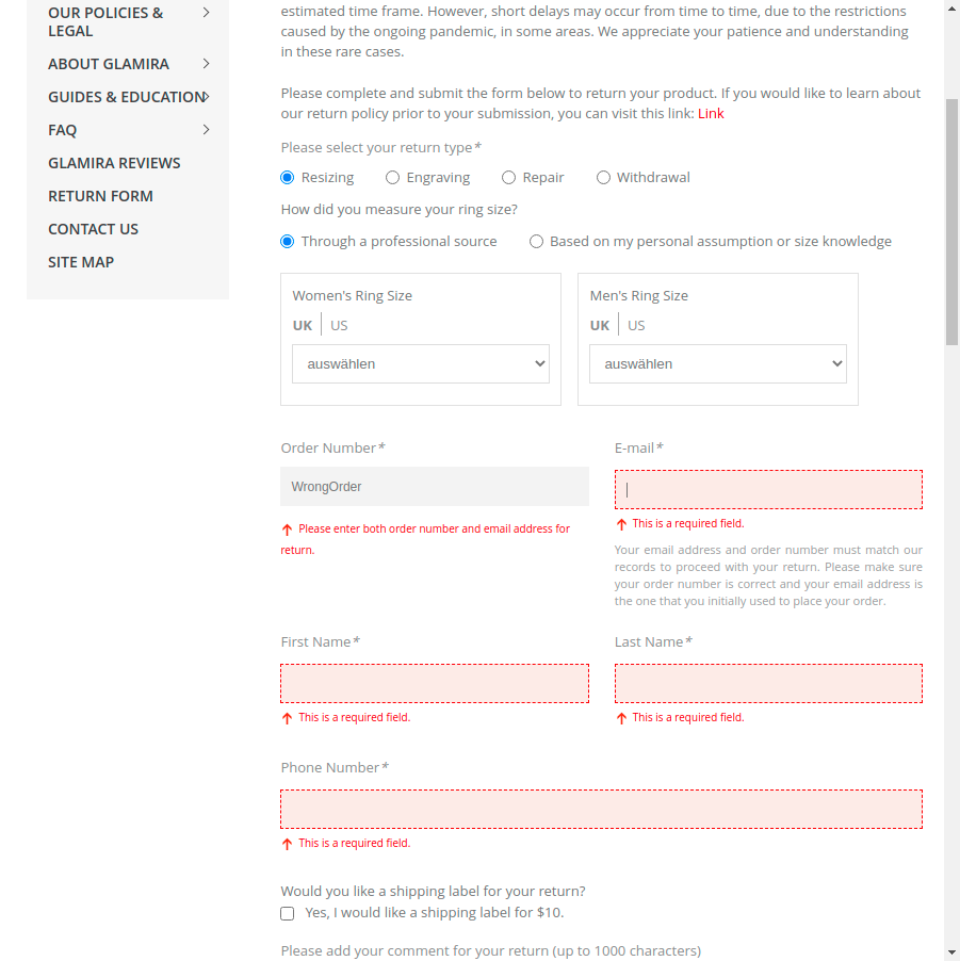 OUR POLICIES &
LEGAL
ABOUT GLAMIRA
GUIDES & EDUCATION
FAQ
GLAMIRA REVIEWS
RETURN FORM
CONTACT US
SITE MAP
estimated time frame. However, short delays may occur from time to time, due to the restrictions
caused by the ongoing pandemic, in some areas. We appreciate your patience and understanding
in these rare cases.
Please complete and submit the form below to return your product. If you would like to learn about
our return policy prior to your submission, you can visit this link: Link
Please select your return type*
Resizing Engraving Repair Withdrawal
How did you measure your ring size?
Through a professional source Based on my personal assumption or size knowledge
Women's Ring Size
UK US
auswählen
Men's Ring Size
UK US
auswählen
Order Number*
WrongOrder
Please enter both order number and email address for
return.
E-mail*
This is a required field.
Your email address and order number must match our
records to proceed with your return. Please make sure
your order number is correct and your email address is
the one that you initially used to place your order.
First Name*
This is a required field.
Last Name*
This is a required field.
Phone Number*
This is a required field.
Would you like a shipping label for your return?
Yes, I would like a shipping label for $10.
Please add your comment for your return (up to 1000 characters)